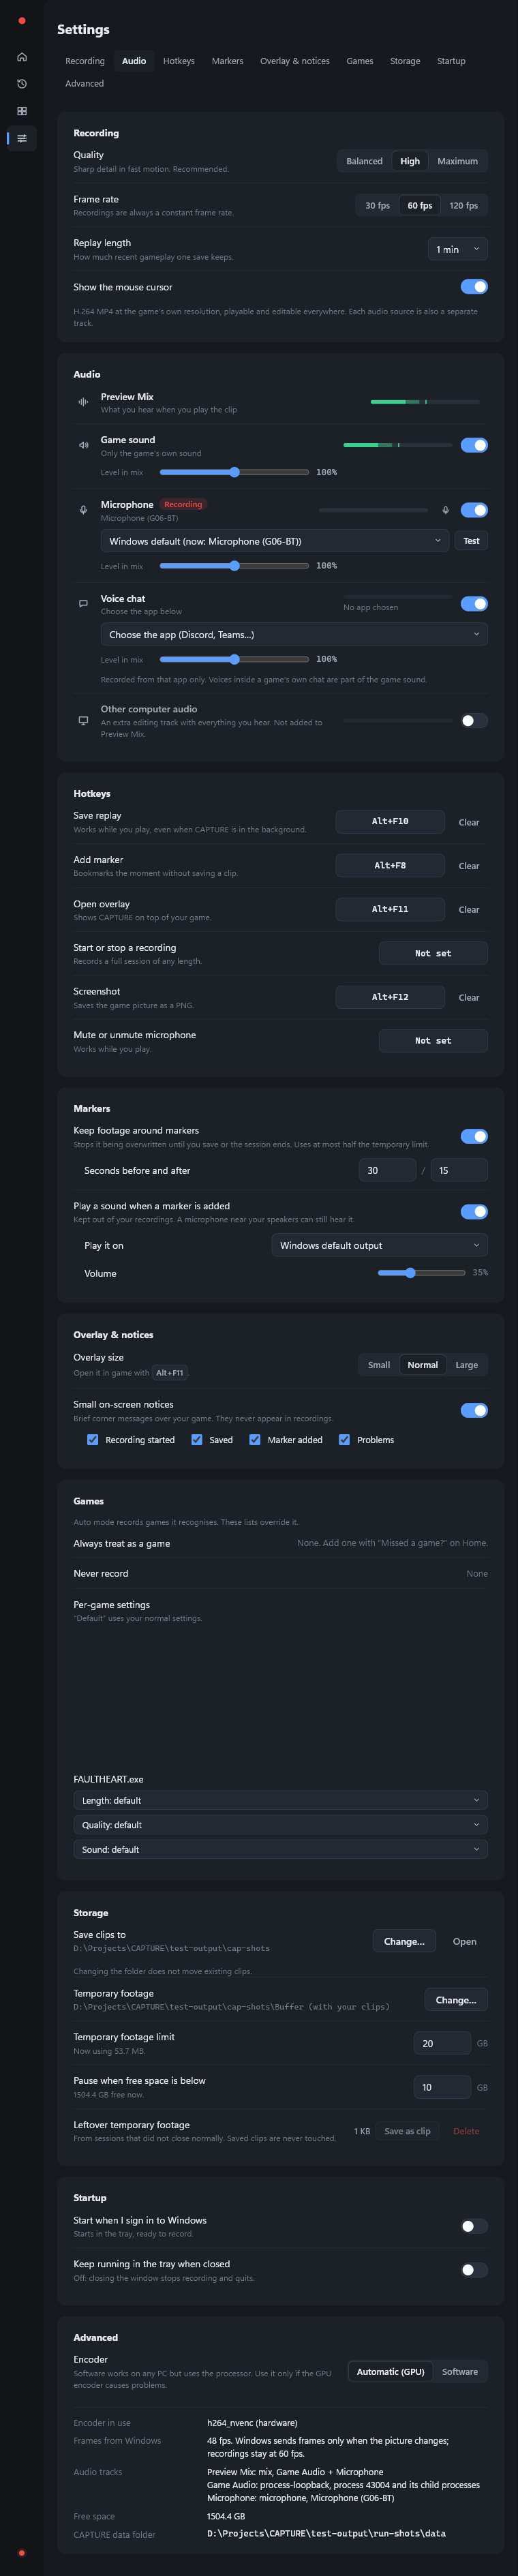 Settings
Recording Audio Hotkeys Markers Overlay & notices Games Storage Startup
Advanced
Recording
Quality
Sharp detail in fast motion. Recommended.
Balanced High Maximum
Frame rate
Recordings are always a constant frame rate.
30 fps 60 fps 120 fps
Replay length
How much recent gameplay one save keeps.
1 min
Show the mouse cursor
H.264 MP4 at the game's own resolution, playable and editable everywhere. Each audio source is also a separate
track.
Audio
Preview Mix
What you hear when you play the clip
Game sound
Only the game's own sound
Level in mix 100%
Microphone Recording
Microphone (G06-BT)
Windows default (now: Microphone (G06-BT)) Test
Level in mix 100%
Voice chat
Choose the app below
No app chosen
Choose the app (Discord, Teams...)
Level in mix 100%
Recorded from that app only. Voices inside a game's own chat are part of the game sound.
Other computer audio
An extra editing track with everything you hear. Not added to
Preview Mix.
Hotkeys
Save replay
Works while you play, even when CAPTURE is in the background.
Alt+F10 Clear
Add marker
Bookmarks the moment without saving a clip.
Alt+F8 Clear
Open overlay
Shows CAPTURE on top of your game.
Alt+F11 Clear
Start or stop a recording
Records a full session of any length.
Not set
Screenshot
Saves the game picture as a PNG.
Alt+F12 Clear
Mute or unmute microphone
Works while you play.
Not set
Markers
Keep footage around markers
Stops it being overwritten until you save or the session ends. Uses at most half the temporary limit.
Seconds before and after 30 / 15
Play a sound when a marker is added
Kept out of your recordings. A microphone near your speakers can still hear it.
Play it on Windows default output
Volume 35%
Overlay & notices
Overlay size
Open it in game with Alt+F11.
Small Normal Large
Small on-screen notices
Brief corner messages over your game. They never appear in recordings.
Recording started Saved Marker added Problems
Games
Auto mode records games it recognises. These lists override it.
Always treat as a game None. Add one with "Missed a game?" on Home.
Never record None
Per-game settings
"Default" uses your normal settings.
FAULTHEART.exe
Length: default
Quality: default
Sound: default
Storage
Save clips to
D:\Projects\CAPTURE\test-output\cap-shots
Change... Open
Changing the folder does not move existing clips.
Temporary footage
D:\Projects\CAPTURE\test-output\cap-shots\Buffer (with your clips)
Change...
Temporary footage limit
Now using 53.7 MB.
20 GB
Pause when free space is below
1504.4 GB free now.
10 GB
Leftover temporary footage
From sessions that did not close normally. Saved clips are never touched.
1 KB Save as clip Delete
Startup
Start when I sign in to Windows
Starts in the tray, ready to record.
Keep running in the tray when closed
Off: closing the window stops recording and quits.
Advanced
Encoder
Software works on any PC but uses the processor. Use it only if the GPU
encoder causes problems.
Automatic (GPU) Software
Encoder in use h264_nvenc (hardware)
Frames from Windows 48 fps. Windows sends frames only when the picture changes;
recordings stay at 60 fps.
Audio tracks Preview Mix: mix, Game Audio + Microphone
Game Audio: process-loopback, process 43004 and its child processes
Microphone: microphone, Microphone (G06-BT)
Free space 1504.4 GB
CAPTURE data folder D:\Projects\CAPTURE\test-output\run-shots\data